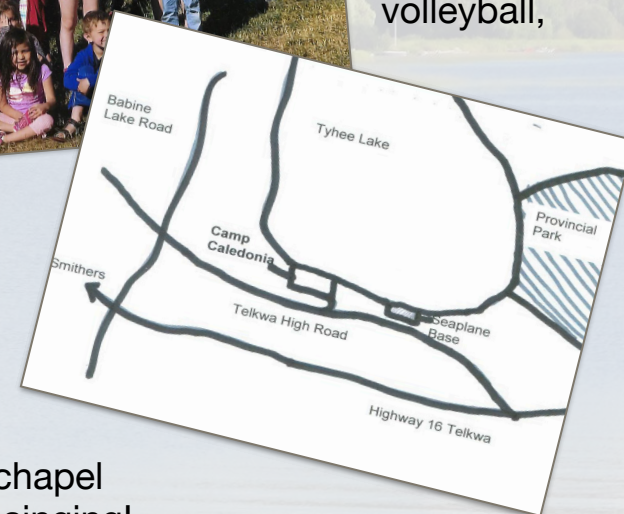 volleyball,
Babine
Lake Road
Tyhee Lake
Provincial
Park
Camp
Caledonia
Smithers
Telkwa High Road
Seaplane
Base
Highway 16 Telkwa
chapel
singing!